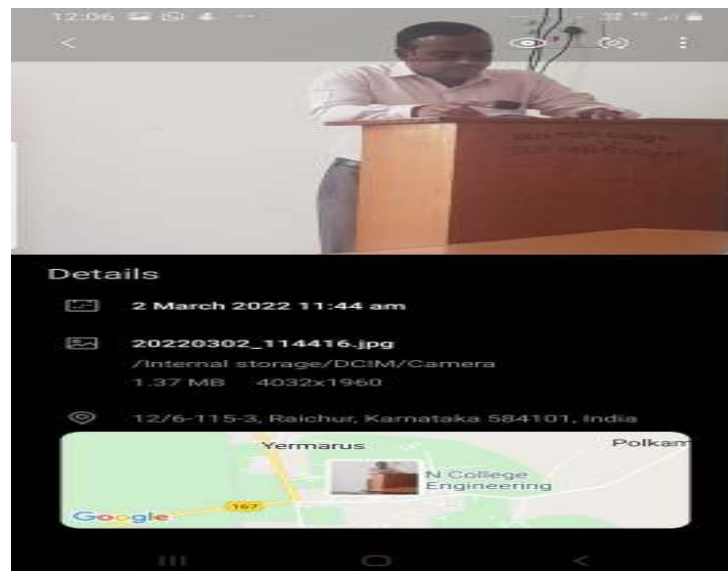 12:06
Details
2 March 2022 11:44 am
20220302_114416.jpg
/Internal storage/DCIM/Camera
1.37 MB 4032x1960
12/6-115-3, Raichur, Karnataka 584101, India
Yermarus
Polkam
N College
Engineering
167
Google